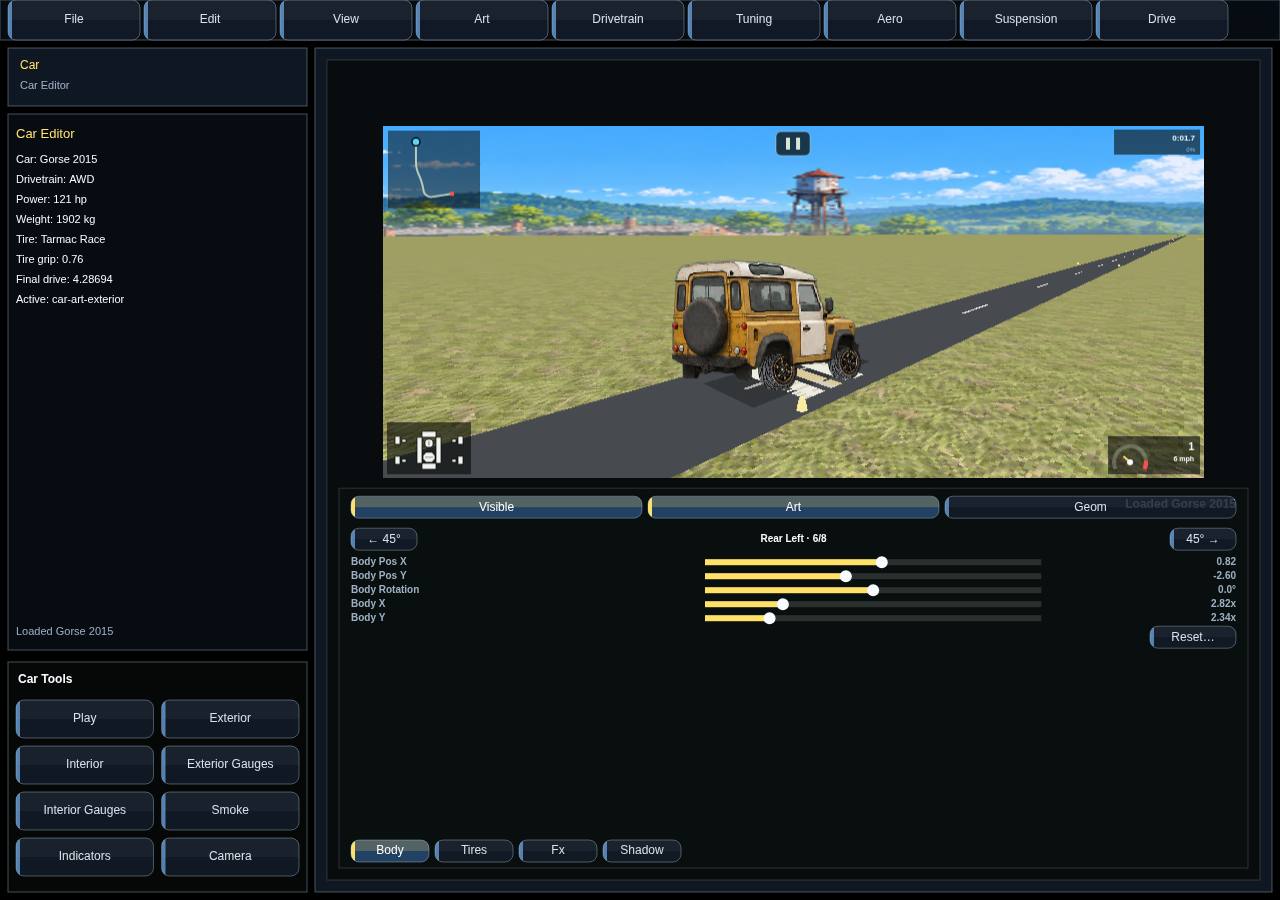 File
Edit
View
Art
Drivetrain
Tuning
Aero
Suspension
Drive
Car
Car Editor
Car Editor
Car: Gorse 2015
Drivetrain: AWD
Power: 121 hp
Weight: 1902 kg
Tire: Tarmac Race
Tire grip: 0.76
Final drive: 4.28694
Active: car-art-exterior
Loaded Gorse 2015
Car Tools
Play
Exterior
Interior
Exterior Gauges
Interior Gauges
Smoke
Indicators
Camera
0:01.7
0%
1
6 mph
Visible
Art
Geom
Loaded Gorse 2015
← 45°
Rear Left · 6/8
45° →
Body Pos X 0.82
Body Pos Y -2.60
Body Rotation 0.0°
Body X 2.82x
Body Y 2.34x
Reset…
Body
Tires
Fx
Shadow